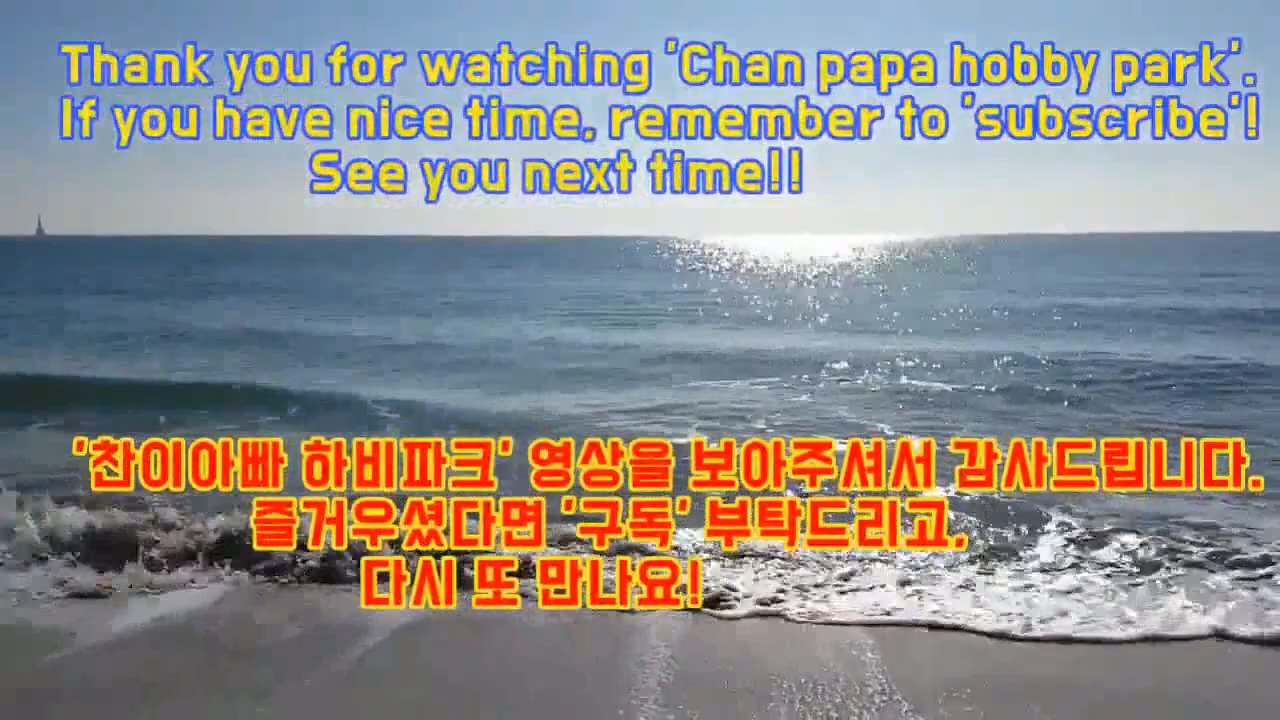 Thank you for watching 'Chan papa hobby park'.
If you have nice time, remember to 'subscribe'!
See you next time!!
'찬이아빠 하비파크' 영상을 보아주셔서 감사드립니다.
즐거우셨다면 '구독' 부탁드리고,
다시 또 만나요!